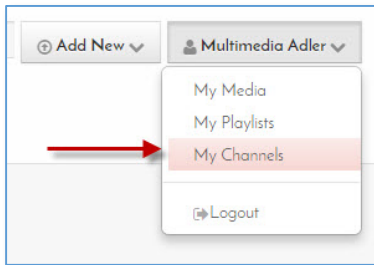 Add New
Multimedia Adler
My Media
My Playlists
My Channels
Logout